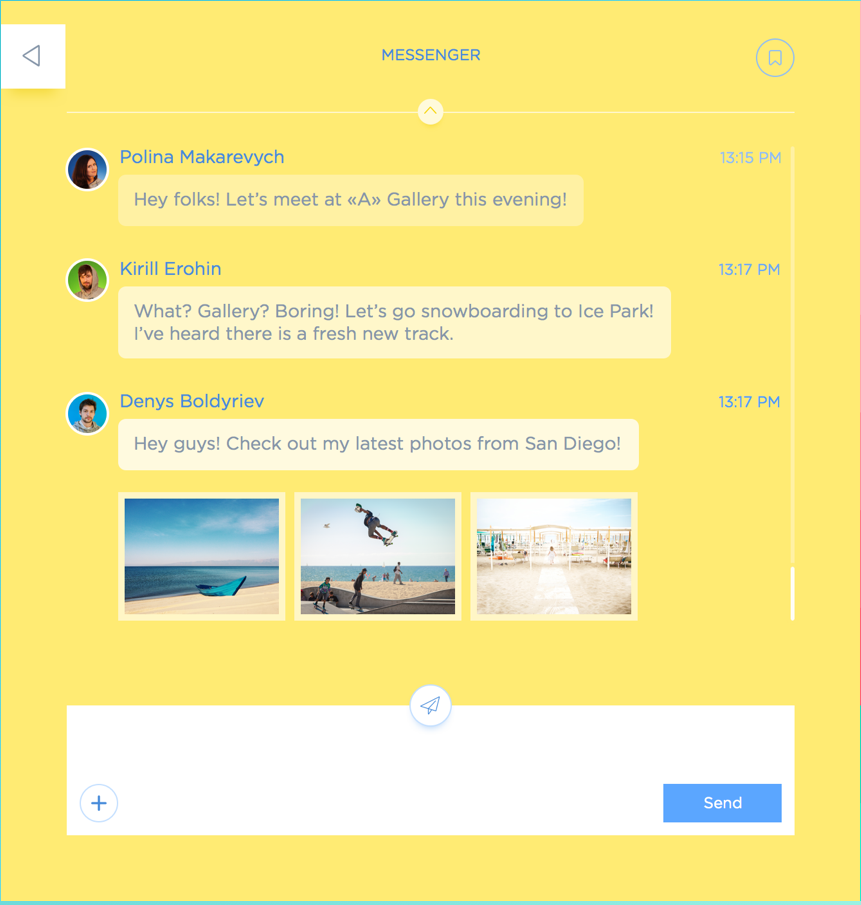 MESSENGER
Polina Makarevych
13:15 PM
Hey folks! Let’s meet at «A» Gallery this evening!
Kirill Erohin
13:17 PM
What? Gallery? Boring! Let’s go snowboarding to Ice Park!
I’ve heard there is a fresh new track.
Denys Boldyriev
13:17 PM
Hey guys! Check out my latest photos from San Diego!
Send